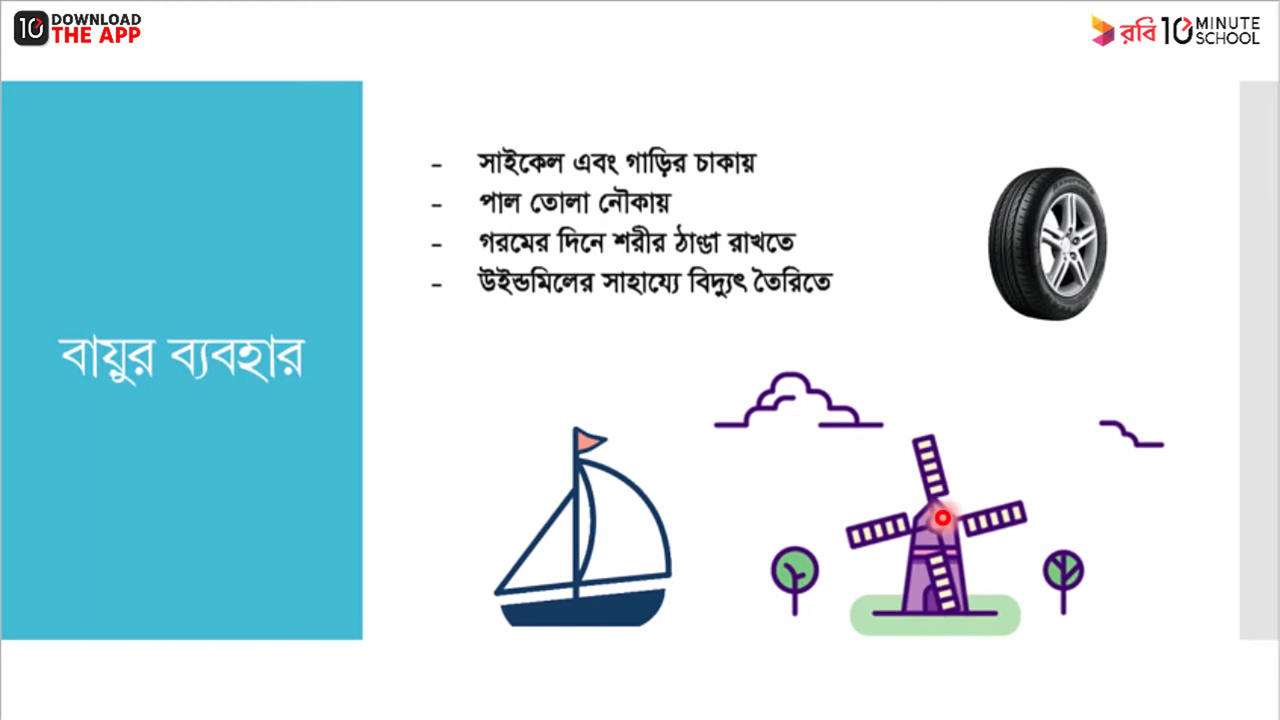 10 DOWNLOAD
THE APP
রবি 10 MINUTE
SCHOOL
- সাইকেল এবং গাড়ির চাকায়
- পাল তোলা নৌকায়
- গরমের দিনে শরীর ঠাণ্ডা রাখতে
- উইন্ডমিলের সাহায্যে বিদ্যুৎ তৈরিতে
বায়ুর ব্যবহার